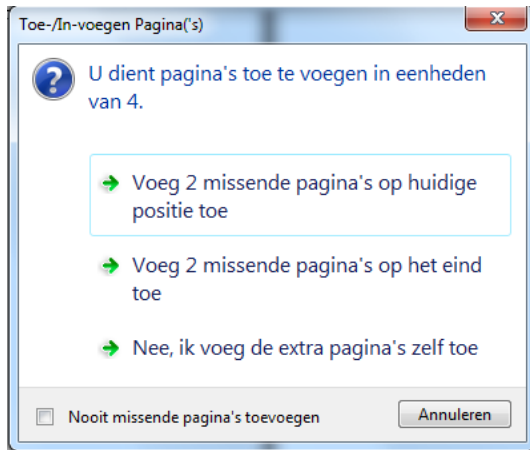 Toe-/In-voegen Pagina('s)
U dient pagina's toe te voegen in eenheden
van 4.
Voeg 2 missende pagina's op huidige
positie toe
Voeg 2 missende pagina's op het eind
toe
Nee, ik voeg de extra pagina's zelf toe
Nooit missende pagina's toevoegen
Annuleren